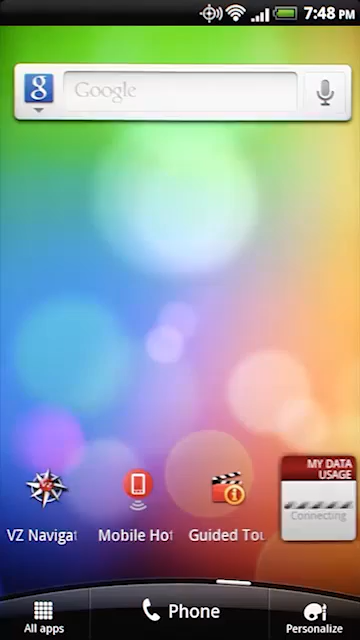 7:48 PM
g Google
VZ Navigat
Mobile Hot
Guided Tou
MY DATA
USAGE
Connecting
All apps
Phone
Personalize